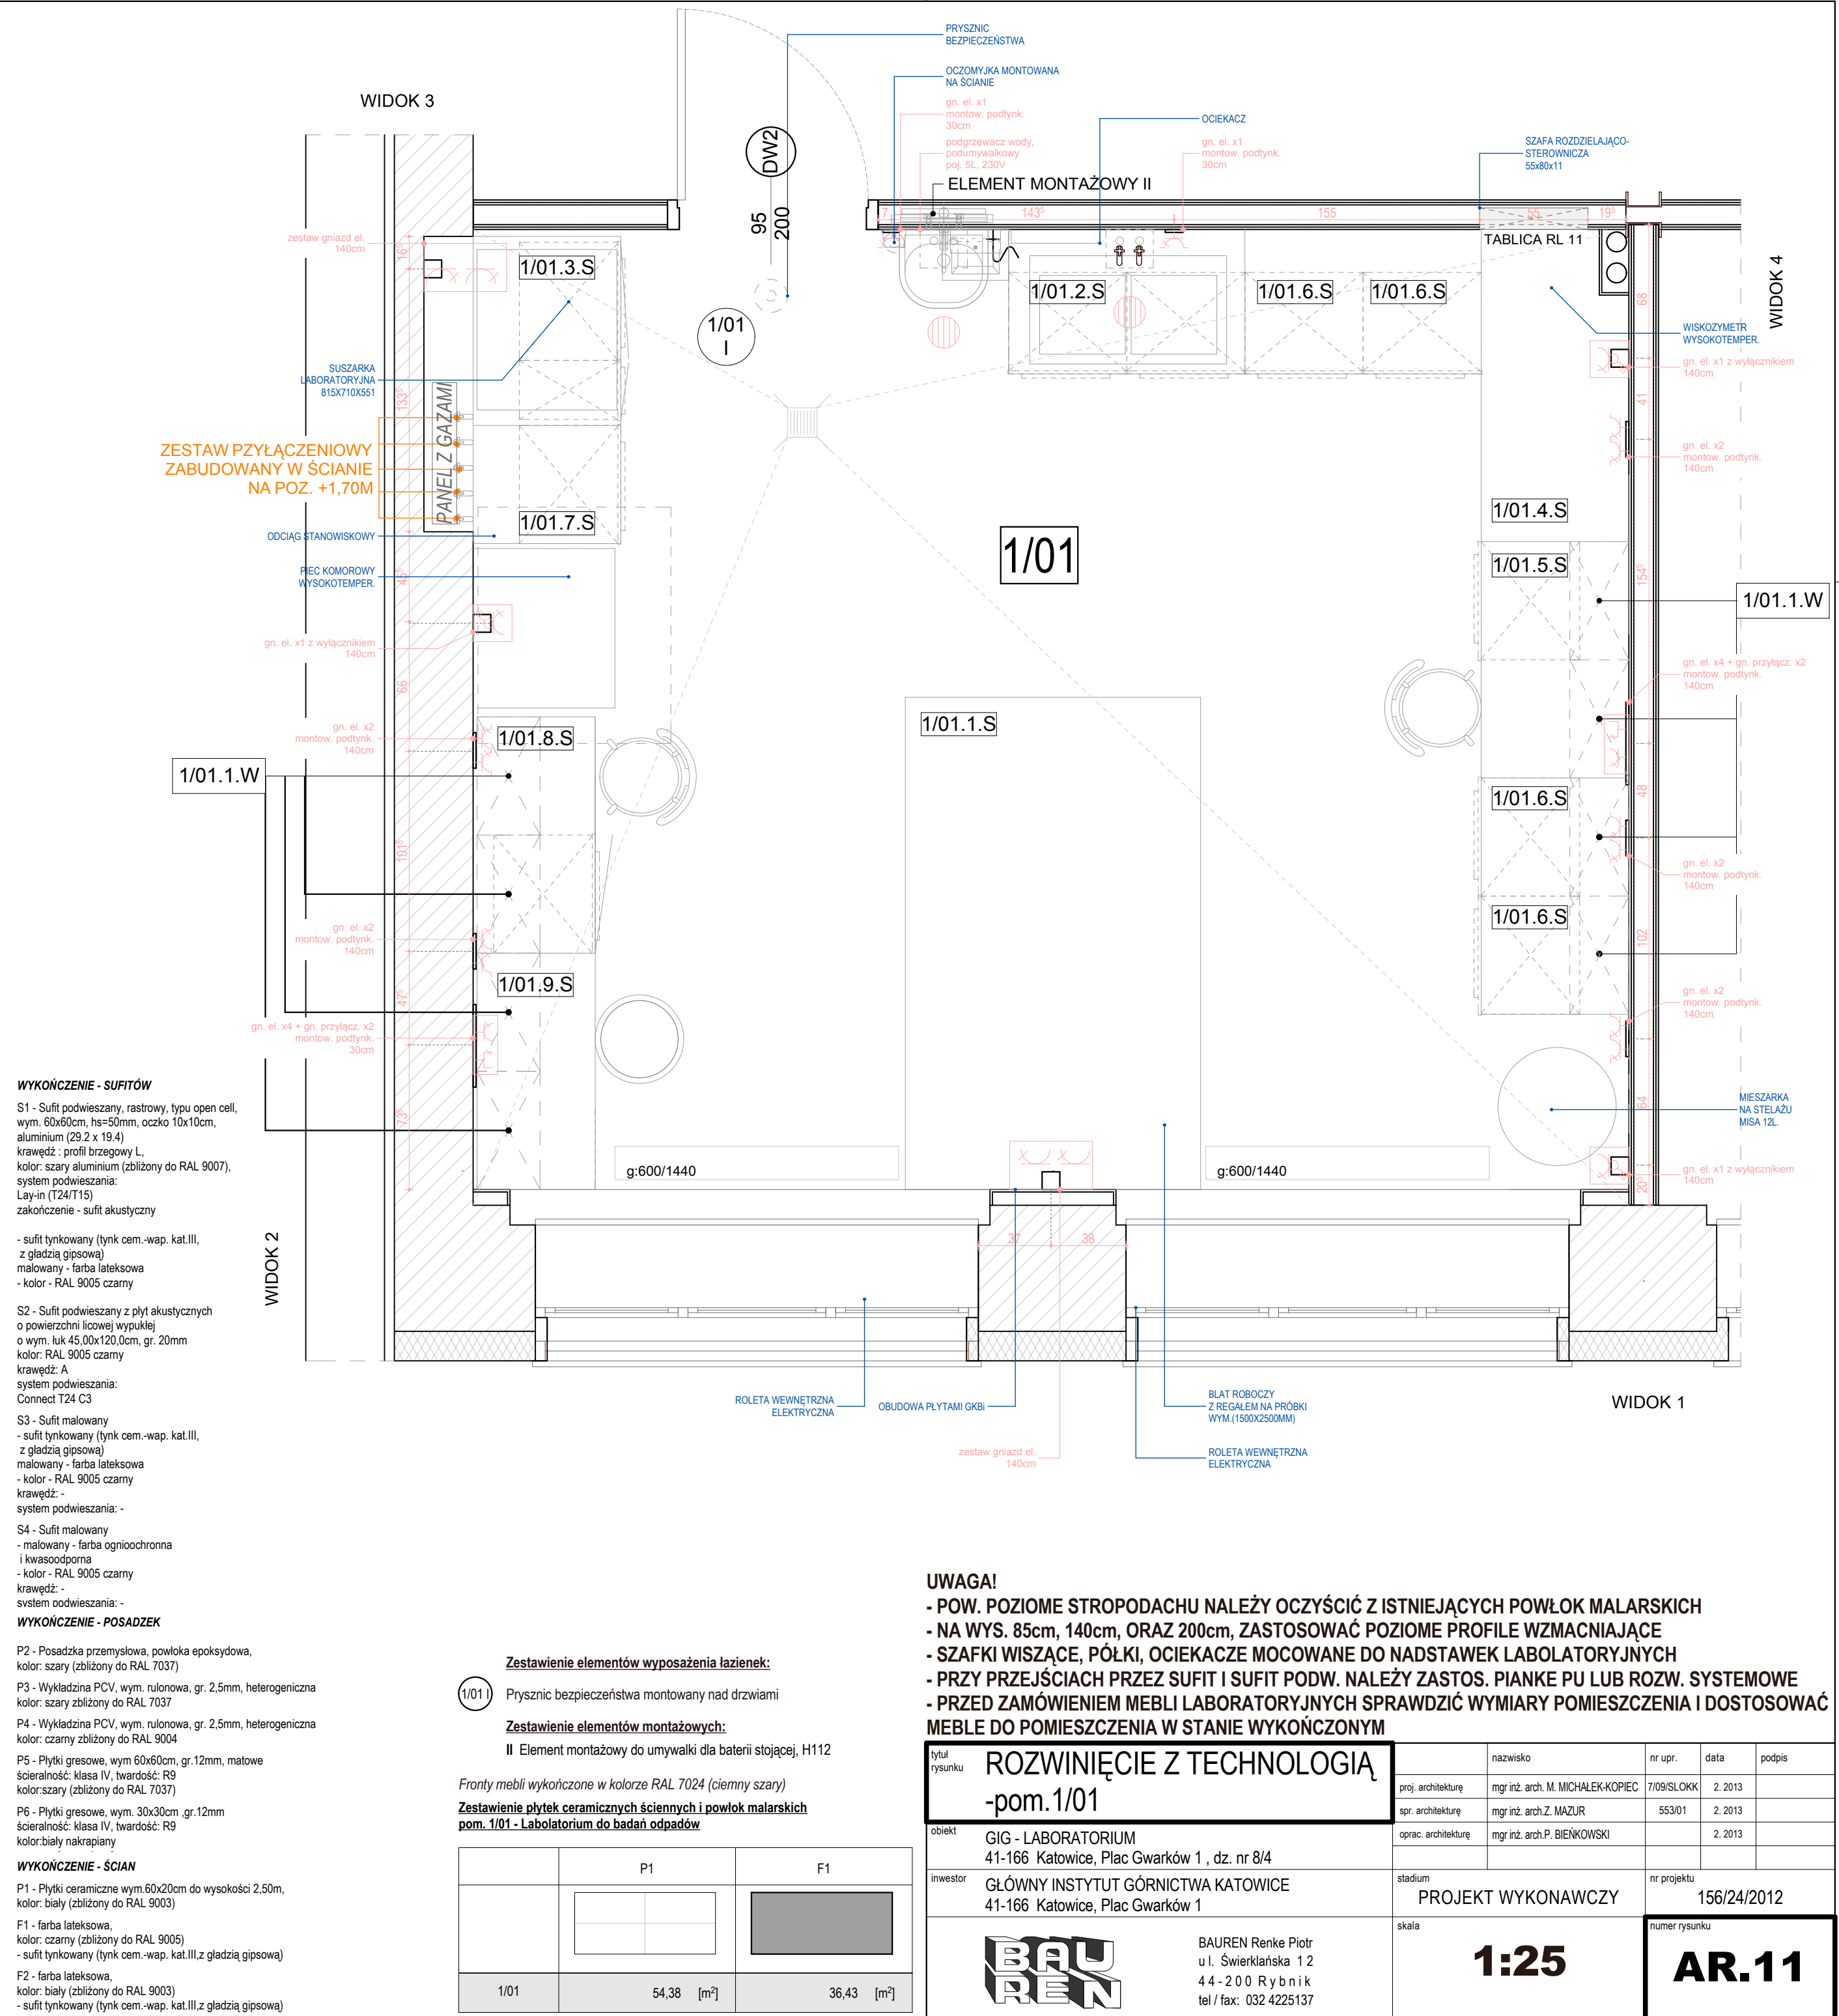 WIDOK 3
PRYSZNIC
BEZPIECZEŃSTWA
OCZOMYJKA MONTOWANA
NA ŚCIANIE
gn. el. x1
montow. podtynk.
30cm
podgrzewacz wody,
podumywalkowy
poj. 5L, 230V
OCIEKACZ
gn. el. x1
montow. podtynk.
30cm
SZAFA ROZDZIELAJĄCO-
STEROWNICZA
55x80x11
DW2
95
200
ELEMENT MONTAŻOWY II
7
143⁵
155
55
19⁵
TABLICA RL 11
WIDOK 4
zestaw gniazd el.
140cm
16⁵
1/01.3.S
1/01
I
1/01.2.S
1/01.6.S
1/01.6.S
68
WISKOZYMETR
WYSOKOTEMPER.
gn. el. x1 z wyłącznikiem
140cm
SUSZARKA
LABORATORYJNA
815X710X551
133⁵
41
PANEL Z GAZAMI
ZESTAW PZYŁĄCZENIOWY
ZABUDOWANY W ŚCIANIE
NA POZ. +1,70M
gn. el. x2
montow. podtynk.
140cm
1/01.7.S
1/01.4.S
ODCIĄG STANOWISKOWY
1/01
PIEC KOMOROWY
WYSOKOTEMPER.
45⁵
1/01.5.S
154⁵
1/01.1.W
gn. el. x1 z wyłącznikiem
140cm
66
gn. el. x4 + gn. przyłącz. x2
montow. podtynk.
140cm
gn. el. x2
montow. podtynk.
140cm
1/01.8.S
1/01.1.S
1/01.1.W
1/01.6.S
48
101⁵
gn. el. x2
montow. podtynk.
140cm
1/01.6.S
102
gn. el. x2
montow. podtynk.
140cm
1/01.9.S
47⁵
gn. el. x2
montow. podtynk.
140cm
gn. el. x4 + gn. przyłącz. x2
montow. podtynk.
30cm
73⁵
64
MIESZARKA
NA STELAŻU
MISA 12L.
g:600/1440
g:600/1440
gn. el. x1 z wyłącznikiem
140cm
20⁵
37
38
WIDOK 2
ROLETA WEWNĘTRZNA
ELEKTRYCZNA
OBUDOWA PŁYTAMI GKBi
BLAT ROBOCZY
Z REGAŁEM NA PRÓBKI
WYM.(1500X2500MM)
WIDOK 1
zestaw gniazd el.
140cm
ROLETA WEWNĘTRZNA
ELEKTRYCZNA
WYKOŃCZENIE - SUFITÓW
S1 - Sufit podwieszany, rastrowy, typu open cell,
wym. 60x60cm, hs=50mm, oczko 10x10cm,
aluminium (29.2 x 19.4)
krawędź : profil brzegowy L,
kolor: szary aluminium (zbliżony do RAL 9007),
system podwieszania:
Lay-in (T24/T15)
zakończenie - sufit akustyczny
- sufit tynkowany (tynk cem.-wap. kat.III,
z gładzią gipsową)
malowany - farba lateksowa
- kolor - RAL 9005 czarny
S2 - Sufit podwieszany z płyt akustycznych
o powierzchni licowej wypukłej
o wym. łuk 45,00x120,0cm, gr. 20mm
kolor: RAL 9005 czarny
krawędź: A
system podwieszania:
Connect T24 C3
S3 - Sufit malowany
- sufit tynkowany (tynk cem.-wap. kat.III,
z gładzią gipsową)
malowany - farba lateksowa
- kolor - RAL 9005 czarny
krawędź: -
system podwieszania: -
S4 - Sufit malowany
- malowany - farba ognioochronna
i kwasoodporna
- kolor - RAL 9005 czarny
krawędź: -
system podwieszania: -
WYKOŃCZENIE - POSADZEK
P2 - Posadzka przemysłowa, powłoka epoksydowa,
kolor: szary (zbliżony do RAL 7037)
P3 - Wykładzina PCV, wym. rulonowa, gr. 2,5mm, heterogeniczna
kolor: szary zbliżony do RAL 7037
P4 - Wykładzina PCV, wym. rulonowa, gr. 2,5mm, heterogeniczna
kolor: czarny zbliżony do RAL 9004
P5 - Płytki gresowe, wym 60x60cm, gr.12mm, matowe
ścieralność: klasa IV, twardość: R9
kolor:szary (zbliżony do RAL 7037)
P6 - Płytki gresowe, wym. 30x30cm ,gr.12mm
ścieralność: klasa IV, twardość: R9
kolor:biały nakrapiany
WYKOŃCZENIE - ŚCIAN
P1 - Płytki ceramiczne wym.60x20cm do wysokości 2,50m,
kolor: biały (zbliżony do RAL 9003)
F1 - farba lateksowa,
kolor: czarny (zbliżony do RAL 9005)
- sufit tynkowany (tynk cem.-wap. kat.III,z gładzią gipsową)
F2 - farba lateksowa,
kolor: biały (zbliżony do RAL 9003)
- sufit tynkowany (tynk cem.-wap. kat.III,z gładzią gipsową)
Zestawienie elementów wyposażenia łazienek:
1/01 I Prysznic bezpieczeństwa montowany nad drzwiami
Zestawienie elementów montażowych:
II Element montażowy do umywalki dla baterii stojącej, H112
Fronty mebli wykończone w kolorze RAL 7024 (ciemny szary)
Zestawienie płytek ceramicznych ściennych i powłok malarskich
pom. 1/01 - Labolatorium do badań odpadów
P1 F1
1/01 54,38 [m²] 36,43 [m²]
UWAGA!
- POW. POZIOME STROPODACHU NALEŻY OCZYŚCIĆ Z ISTNIEJĄCYCH POWŁOK MALARSKICH
- NA WYS. 85cm, 140cm, ORAZ 200cm, ZASTOSOWAĆ POZIOME PROFILE WZMACNIAJĄCE
- SZAFKI WISZĄCE, PÓŁKI, OCIEKACZE MOCOWANE DO NADSTAWEK LABOLATORYJNYCH
- PRZY PRZEJŚCIACH PRZEZ SUFIT I SUFIT PODW. NALEŻY ZASTOS. PIANKE PU LUB ROZW. SYSTEMOWE
- PRZED ZAMÓWIENIEM MEBLI LABORATORYJNYCH SPRAWDZIĆ WYMIARY POMIESZCZENIA I DOSTOSOWAĆ
MEBLE DO POMIESZCZENIA W STANIE WYKOŃCZONYM
tytuł
rysunku
ROZWINIĘCIE Z TECHNOLOGIĄ
-pom.1/01
nazwisko nr upr. data podpis
proj. architekturę mgr inż. arch. M. MICHAŁEK-KOPIEC 7/09/SLOKK 2. 2013
spr. architekturę mgr inż. arch.Z. MAZUR 553/01 2. 2013
oprac. architekturę mgr inż. arch.P. BIEŃKOWSKI 2. 2013
obiekt
GIG - LABORATORIUM
41-166 Katowice, Plac Gwarków 1 , dz. nr 8/4
inwestor
GŁÓWNY INSTYTUT GÓRNICTWA KATOWICE
41-166 Katowice, Plac Gwarków 1
stadium
PROJEKT WYKONAWCZY
nr projektu
156/24/2012
BAU
REN
BAUREN Renke Piotr
ul. Świerklańska 12
44-200 Rybnik
tel / fax: 032 4225137
skala
1:25
numer rysunku
AR.11